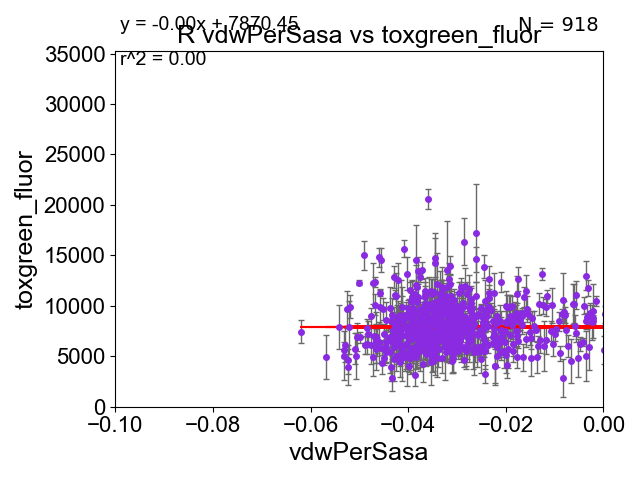 y = -0.00x + 7870.45
N = 918
R vdwPerSasa vs toxgreen_fluor
r^2 = 0.00
35000
30000
25000
20000
15000
10000
5000
0
toxgreen_fluor
−0.10 −0.08 −0.06 −0.04 −0.02 0.00
vdwPerSasa